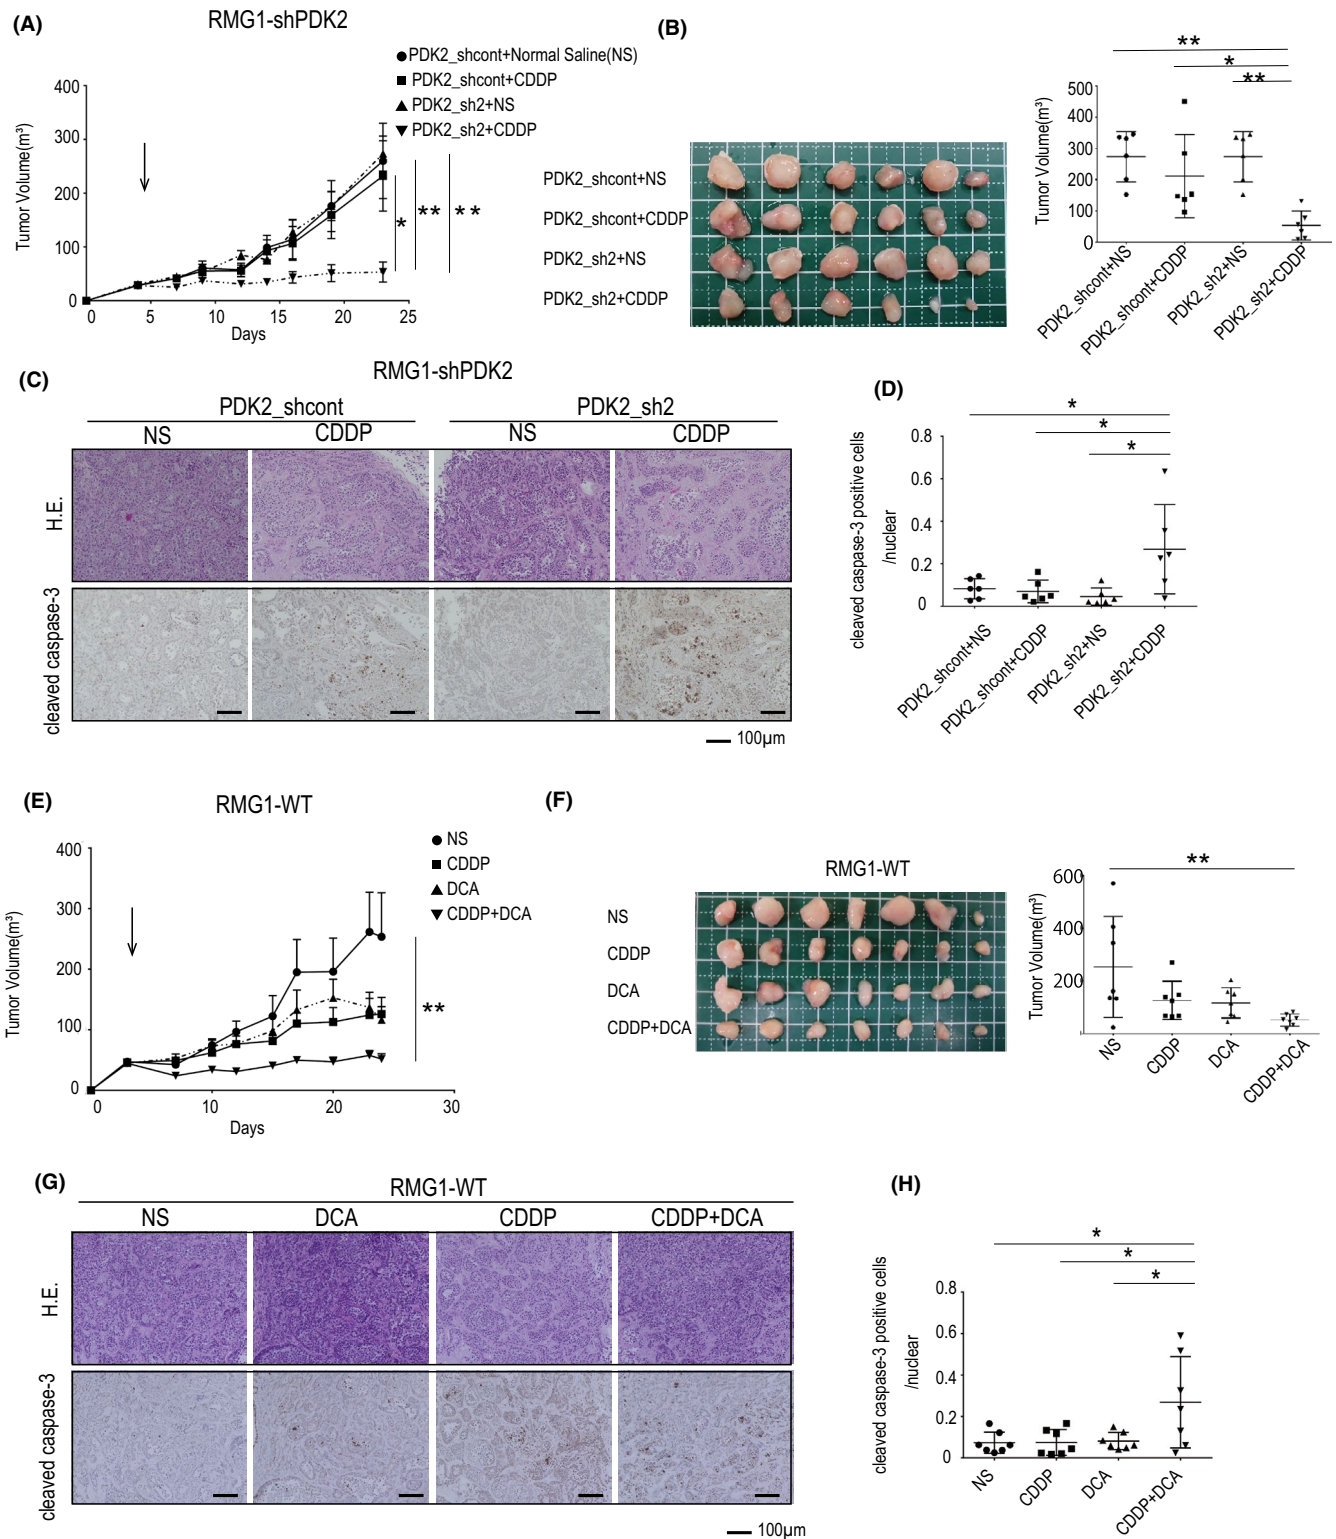 (A)
RMG1-shPDK2
PDK2_shcont+Normal Saline(NS)
PDK2_shcont+CDDP
PDK2_sh2+NS
PDK2_sh2+CDDP
Tumor Volume(m³)
400
300
200
100
0
0 5 10 15 20 25
Days
*
**
**
(B)
PDK2_shcont+NS
PDK2_shcont+CDDP
PDK2_sh2+NS
PDK2_sh2+CDDP
**
*
**
Tumor Volume(m³)
500
400
300
200
100
0
PDK2_shcont+NS
PDK2_shcont+CDDP
PDK2_sh2+NS
PDK2_sh2+CDDP
(C)
RMG1-shPDK2
PDK2_shcont PDK2_sh2
NS CDDP NS CDDP
H.E.
cleaved caspase-3
100μm
(D)
*
*
*
cleaved caspase-3 positive cells
/nuclear
0.8
0.6
0.4
0.2
0
PDK2_shcont+NS
PDK2_shcont+CDDP
PDK2_sh2+NS
PDK2_sh2+CDDP
(E)
RMG1-WT
NS
CDDP
DCA
CDDP+DCA
Tumor Volume(m³)
400
300
200
100
0
0 10 20 30
Days
**
(F)
RMG1-WT
NS
CDDP
DCA
CDDP+DCA
**
Tumor Volume(m³)
600
400
200
NS
CDDP
DCA
CDDP+DCA
(G)
RMG1-WT
NS DCA CDDP CDDP+DCA
H.E.
cleaved caspase-3
100μm
(H)
*
*
*
cleaved caspase-3 positive cells
/nuclear
0.8
0.6
0.4
0.2
0
NS
CDDP
DCA
CDDP+DCA